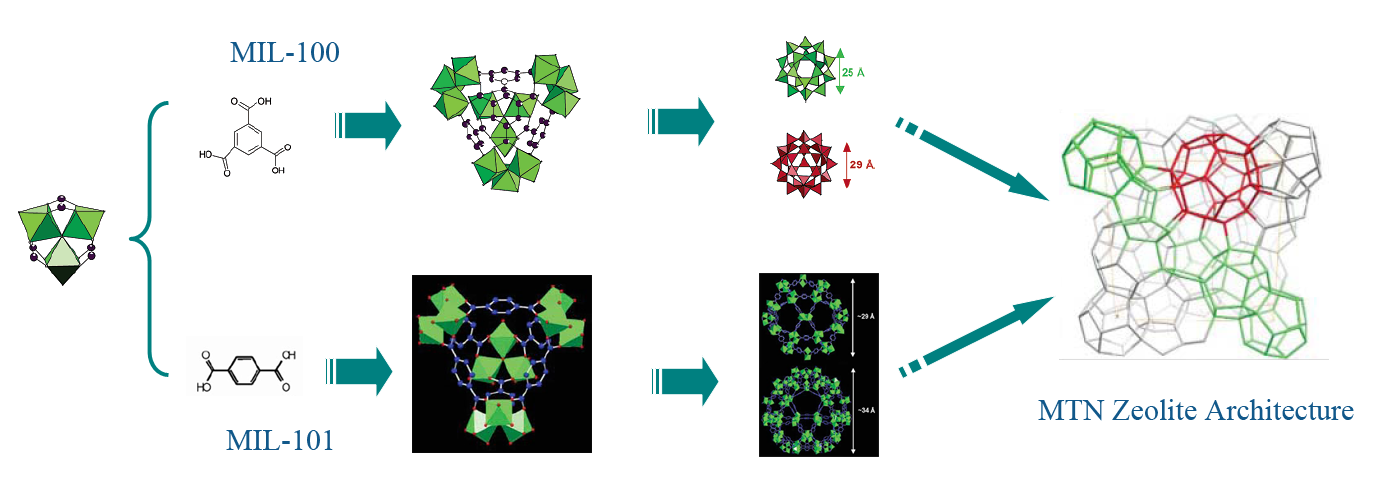 MIL-100
O
OH
HO
O
O
OH
25 Å
29 Å
O
OH
HO
O
MIL-101
~29 Å
~34 Å
MTN Zeolite Architecture